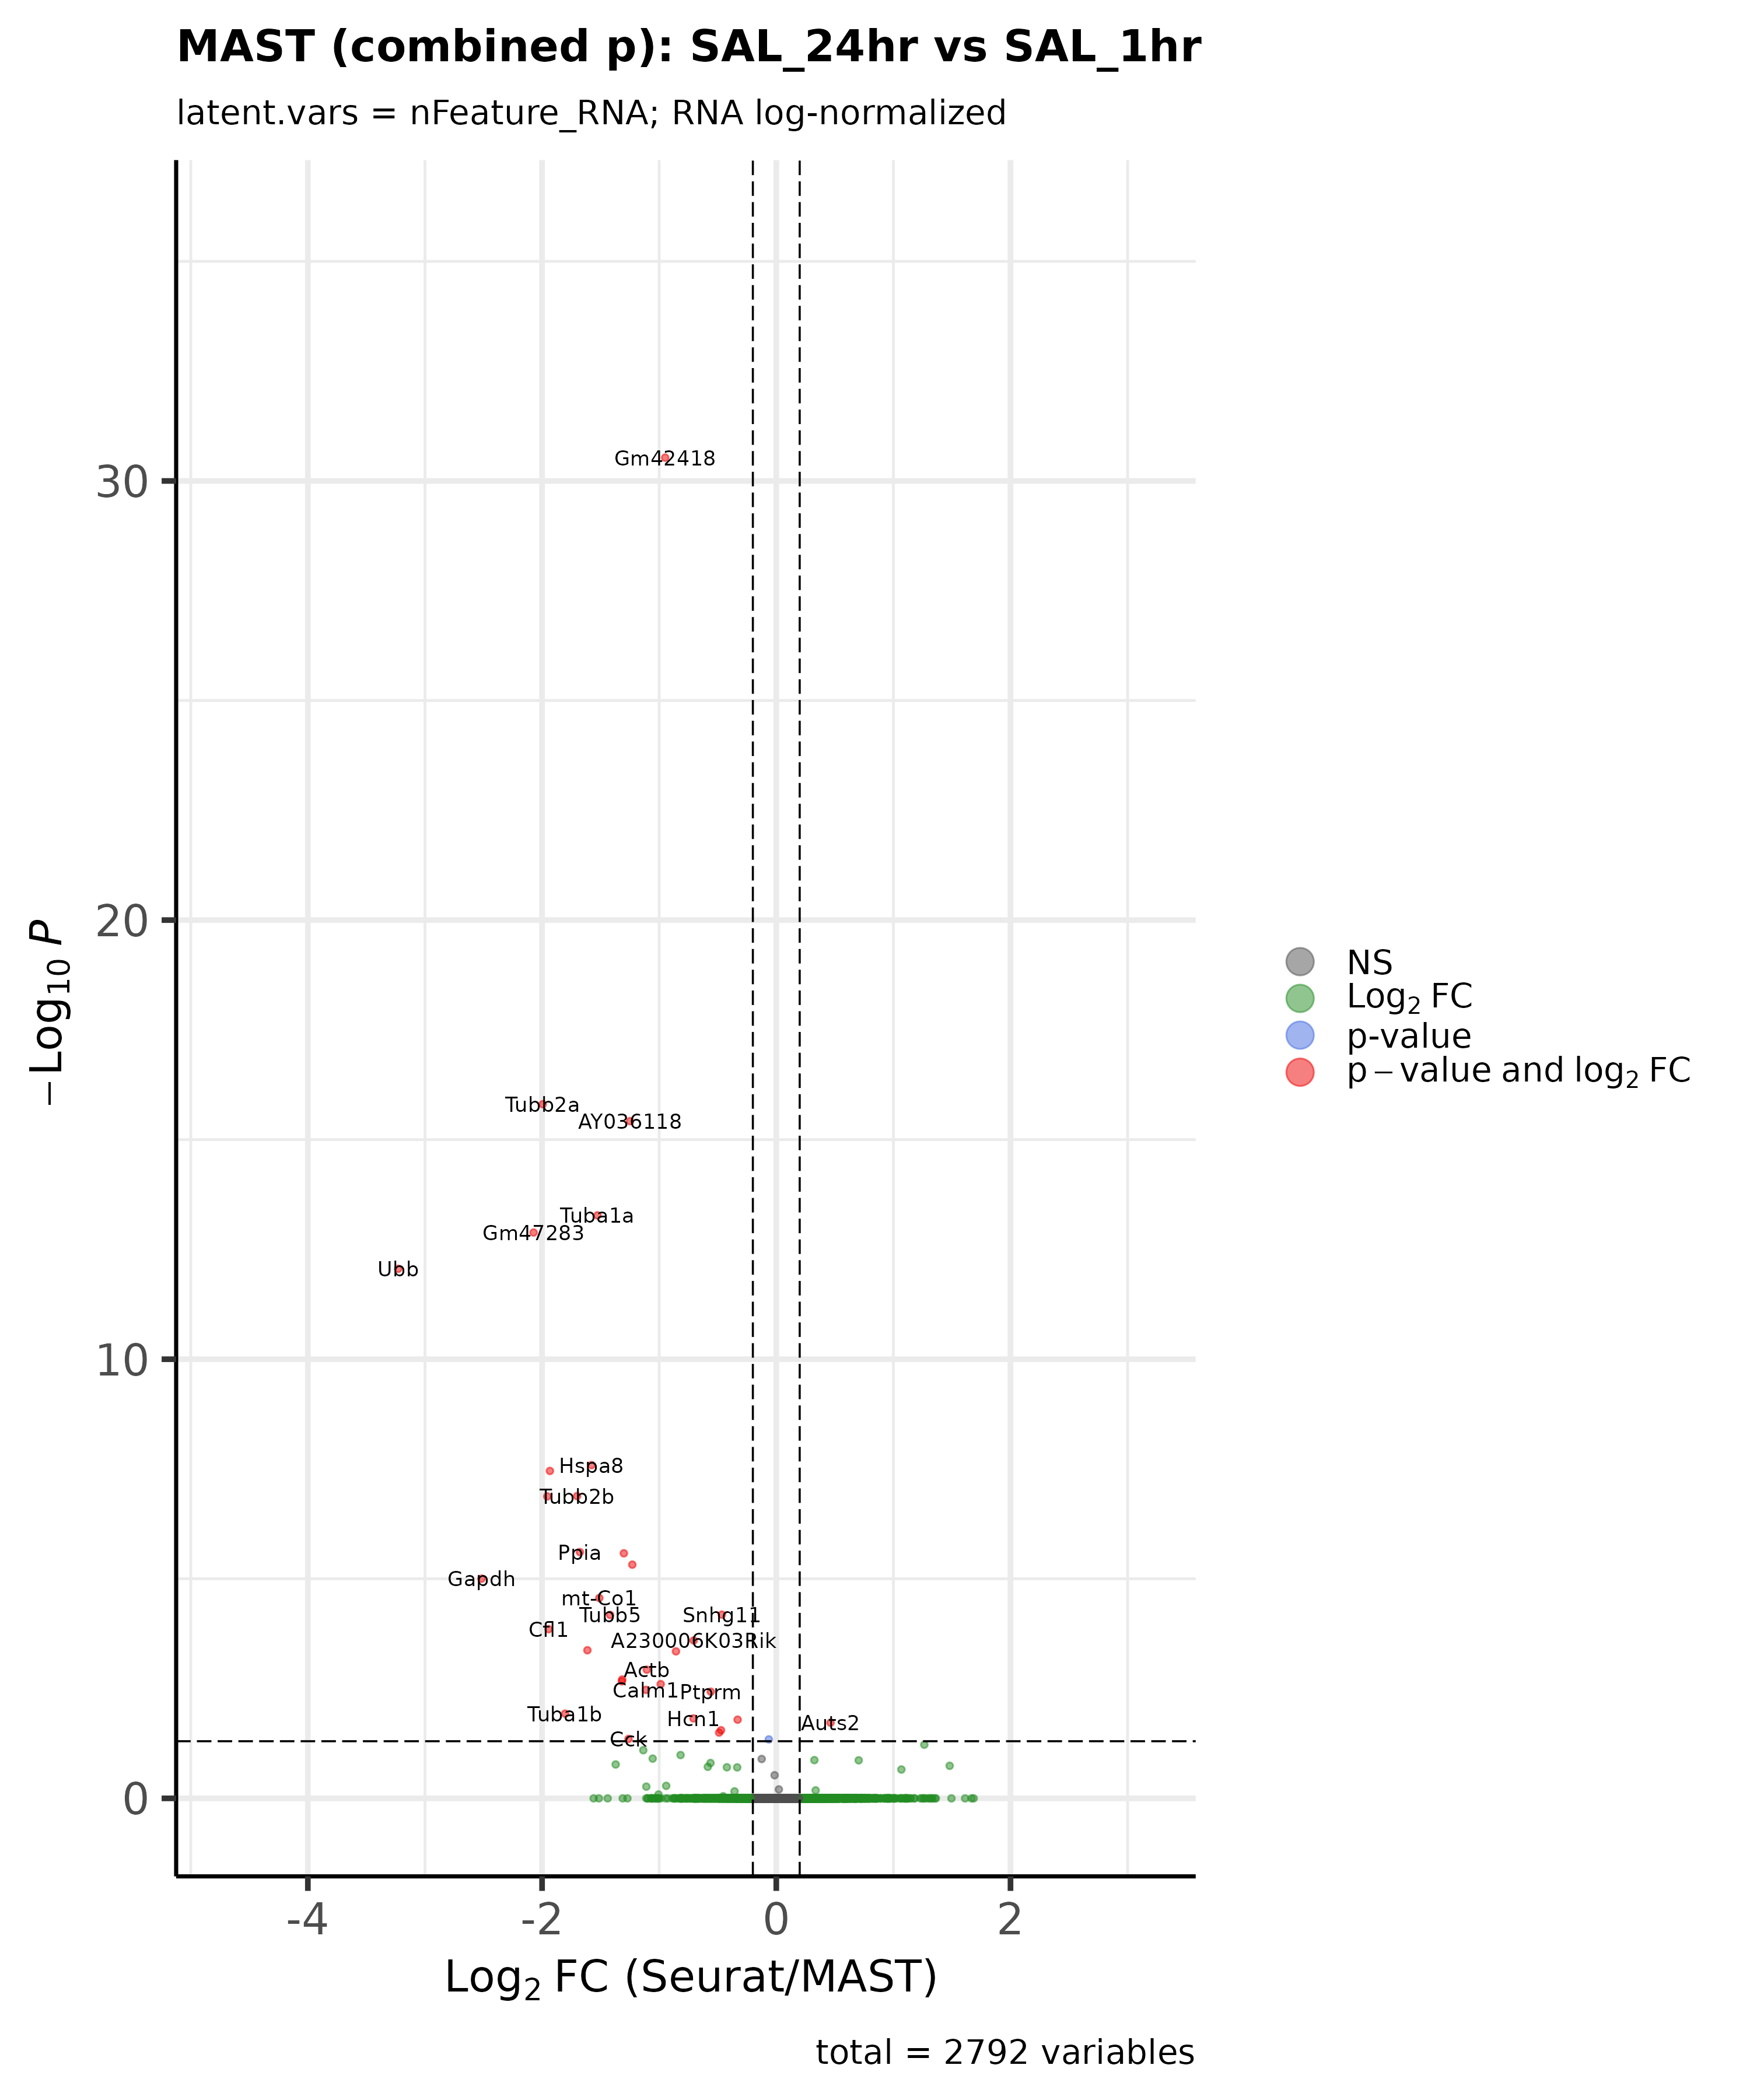 MAST (combined p): SAL_24hr vs SAL_1hr
latent.vars = nFeature_RNA; RNA log-normalized
−Log10 P
30
20
10
0
Gm42418
Tubb2a
AY036118
Tuba1a
Gm47283
Ubb
Hspa8
Tubb2b
Ppia
Gapdh
mt-Co1
Tubb5
Snhg11
Cfl1
A230006K03Rik
Actb
Calm1
Ptprm
Tuba1b
Hcn1
Auts2
Cck
-4
-2
0
2
Log2 FC (Seurat/MAST)
total = 2792 variables
NS
Log2 FC
p-value
p − value and log2 FC